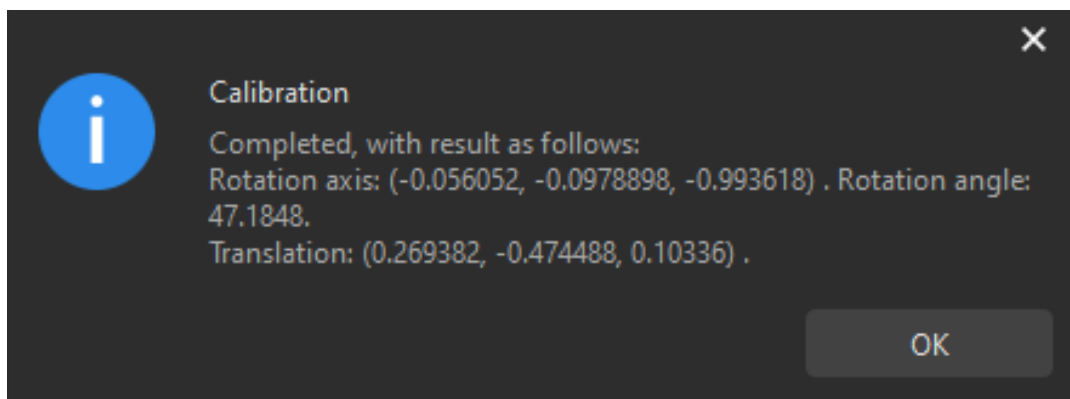 Calibration
Completed, with result as follows:
Rotation axis: (-0.056052, -0.0978898, -0.993618) . Rotation angle:
47.1848.
Translation: (0.269382, -0.474488, 0.10336) .
OK